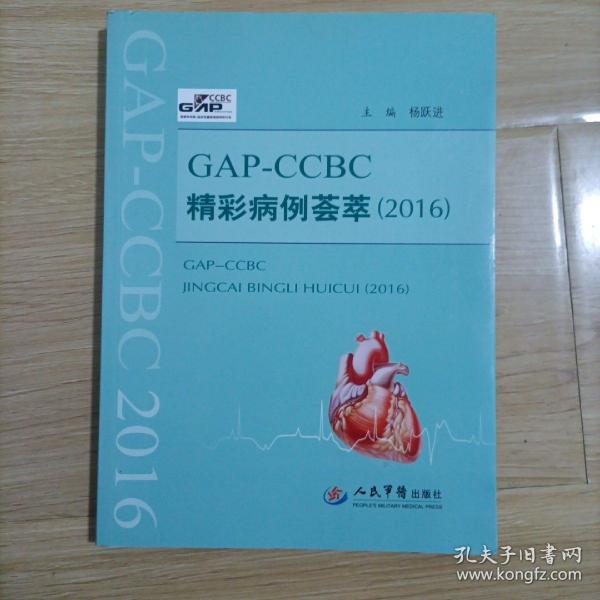 GAP-CCBC 2016
CCBC
GAP
主 编 杨跃进
GAP-CCBC
精彩病例荟萃(2016)
GAP-CCBC
JINGCAI BINGLI HUICUI (2016)
人民军医出版社
PEOPLE'S MILITARY MEDICAL PRESS
孔夫子旧书网
www.kongfz.com